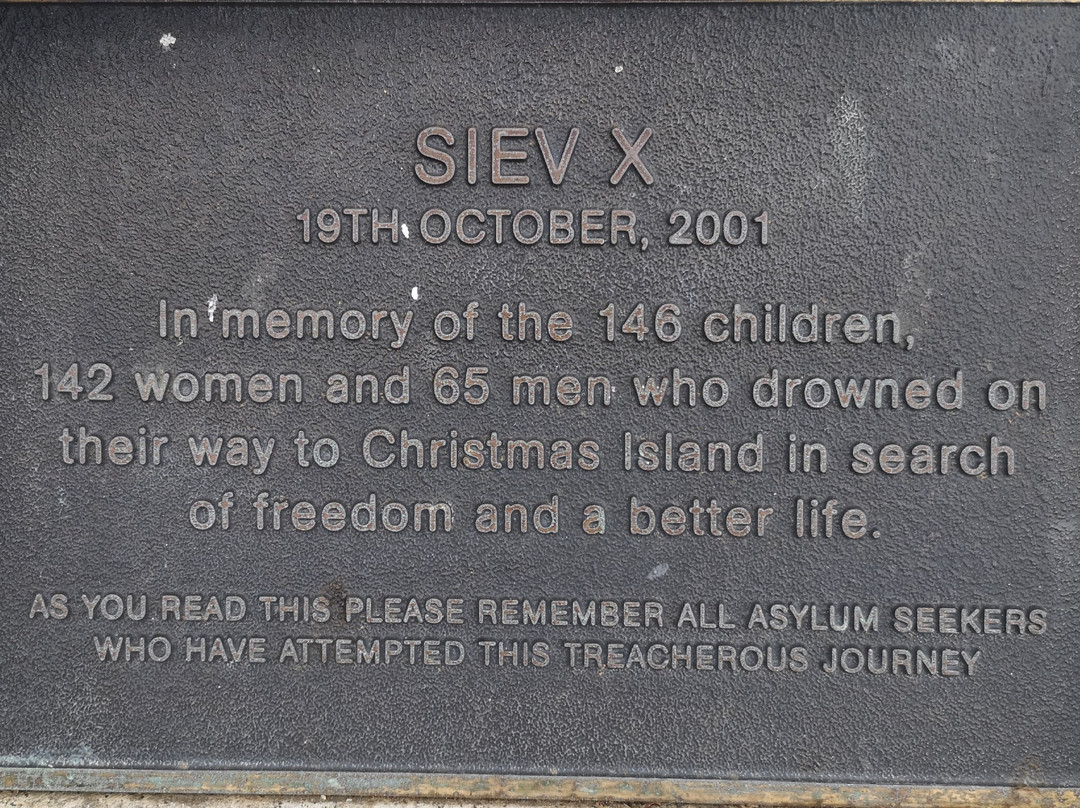 SIEV X
19TH OCTOBER, 2001
In memory of the 146 children,
142 women and 65 men who drowned on
their way to Christmas Island in search
of freedom and a better life.
AS YOU READ THIS PLEASE REMEMBER ALL ASYLUM SEEKERS
WHO HAVE ATTEMPTED THIS TREACHEROUS JOURNEY